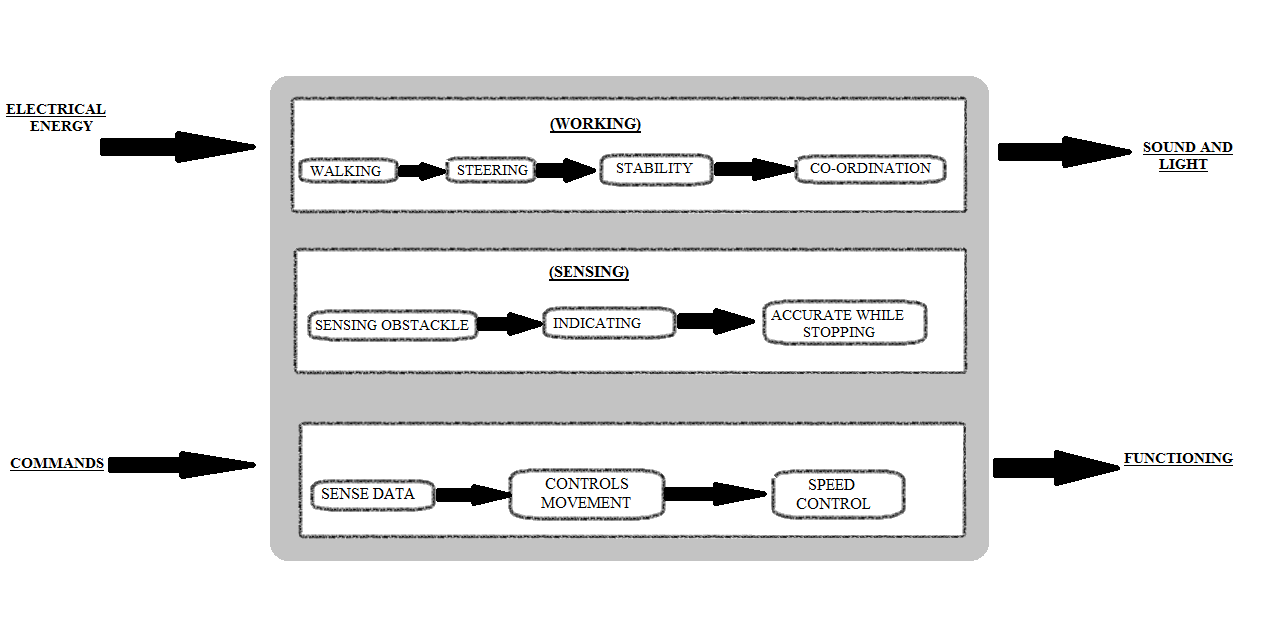 ELECTRICAL
ENERGY
(WORKING)
WALKING
STEERING
STABILITY
CO-ORDINATION
SOUND AND
LIGHT
(SENSING)
SENSING OBSTACKLE
INDICATING
ACCURATE WHILE
STOPPING
COMMANDS
SENSE DATA
CONTROLS
MOVEMENT
SPEED
CONTROL
FUNCTIONING